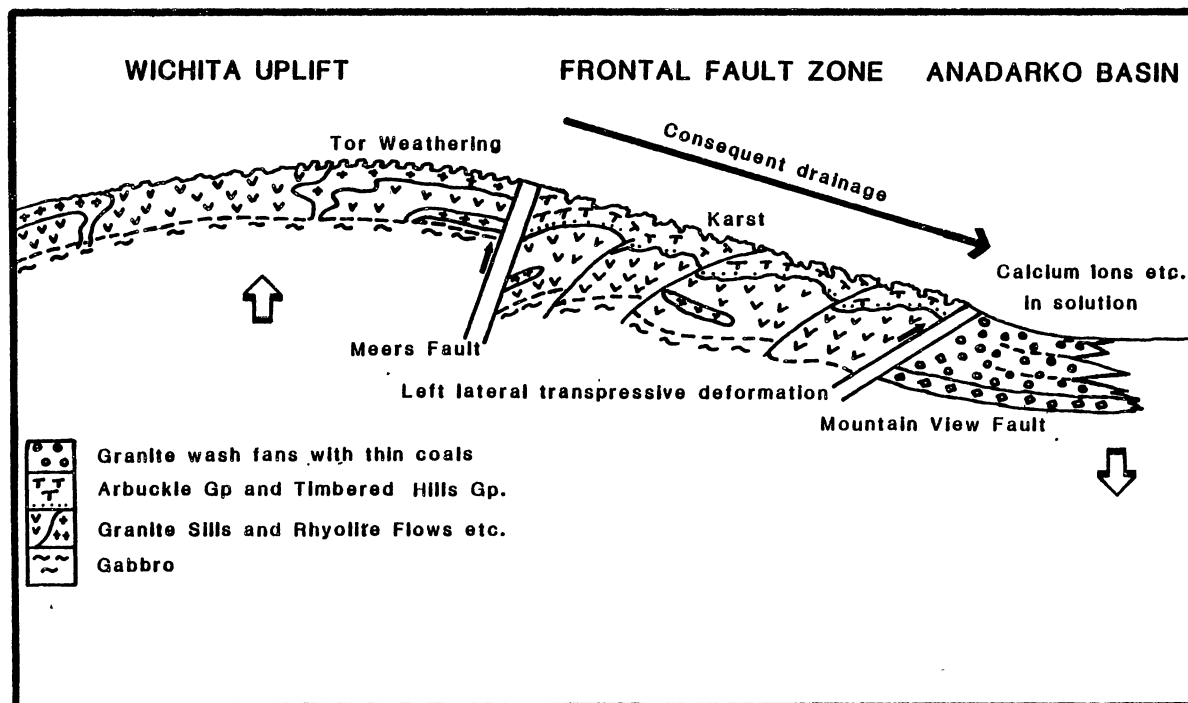 WICHITA UPLIFT
FRONTAL FAULT ZONE
ANADARKO BASIN
Tor Weathering
Consequent drainage
Karst
Calcium Ions etc.
In solution
Meers Fault
Left lateral transpressive deformation
Mountain View Fault
Granite wash fans with thin coals
Arbuckle Gp and Timbered Hills Gp.
Granite Sills and Rhyolite Flows etc.
Gabbro